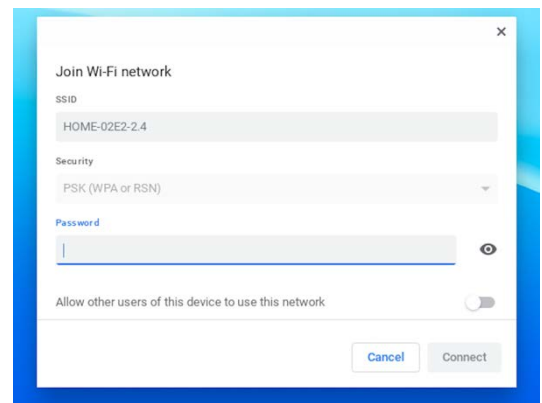 Join Wi-Fi network
SSID
HOME-02E2-2.4
Security
PSK (WPA or RSN)
Password
Allow other users of this device to use this network
Cancel
Connect